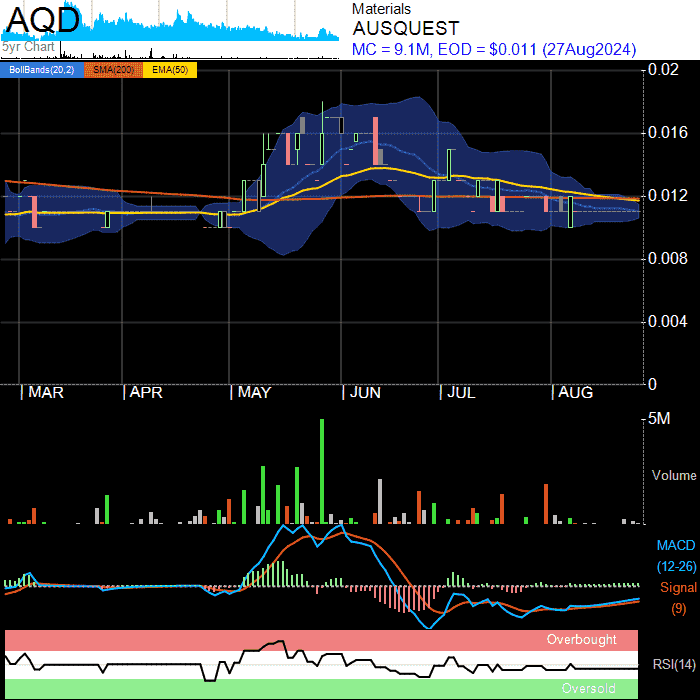 AQD
5yr Chart
Materials
AUSQUEST
MC = 9.1M, EOD = $0.011 (27Aug2024)
BollBands(20,2) SMA(200) EMA(50)
0.02
0.016
0.012
0.008
0.004
0
MAR APR MAY JUN JUL AUG
5M
Volume
MACD
(12-26)
Signal
(9)
Overbought
RSI(14)
Oversold